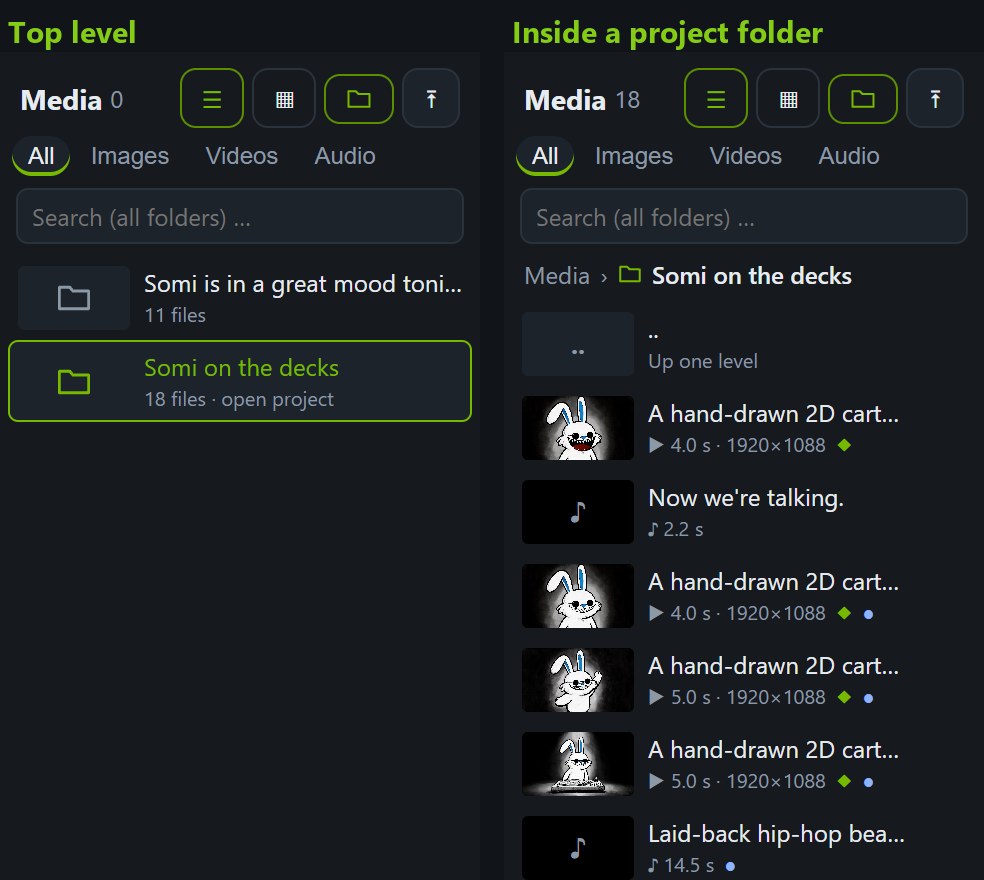 Top level
Media 0
All Images Videos Audio
Search (all folders) ...
Somi is in a great mood toni...
11 files
Somi on the decks
18 files · open project
Inside a project folder
Media 18
All Images Videos Audio
Search (all folders) ...
Media › Somi on the decks
..
..
Up one level
A hand-drawn 2D cart...
▶ 4.0 s · 1920×1088
Now we're talking.
♪ 2.2 s
A hand-drawn 2D cart...
▶ 4.0 s · 1920×1088
A hand-drawn 2D cart...
▶ 5.0 s · 1920×1088
A hand-drawn 2D cart...
▶ 5.0 s · 1920×1088
Laid-back hip-hop bea...
♪ 14.5 s